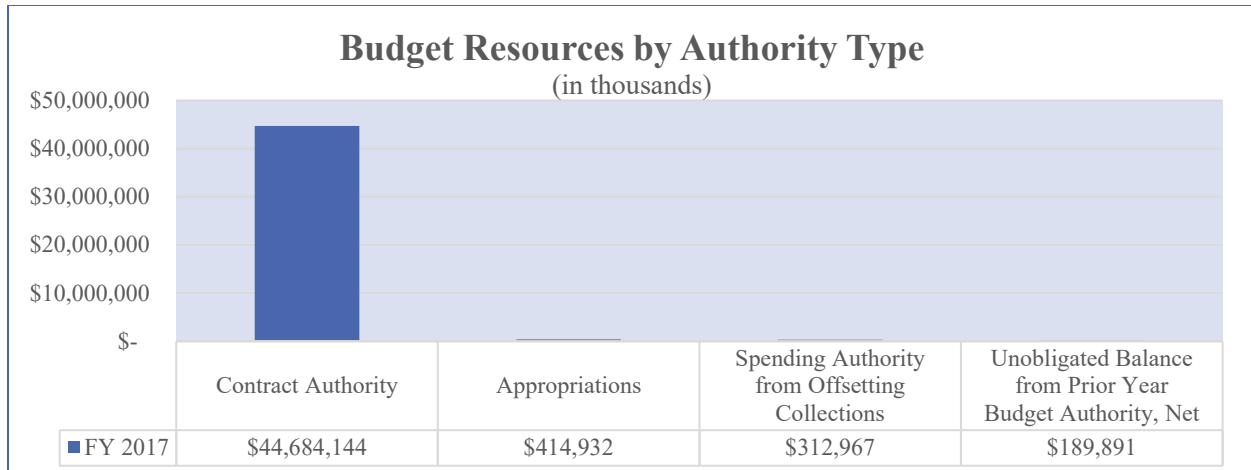 Budget Resources by Authority Type
(in thousands)
$50,000,000
$40,000,000
$30,000,000
$20,000,000
$10,000,000
$-
Contract Authority
Appropriations
Spending Authority
from Offsetting
Collections
Unobligated Balance
from Prior Year
Budget Authority, Net
FY 2017 $44,684,144 $414,932 $312,967 $189,891